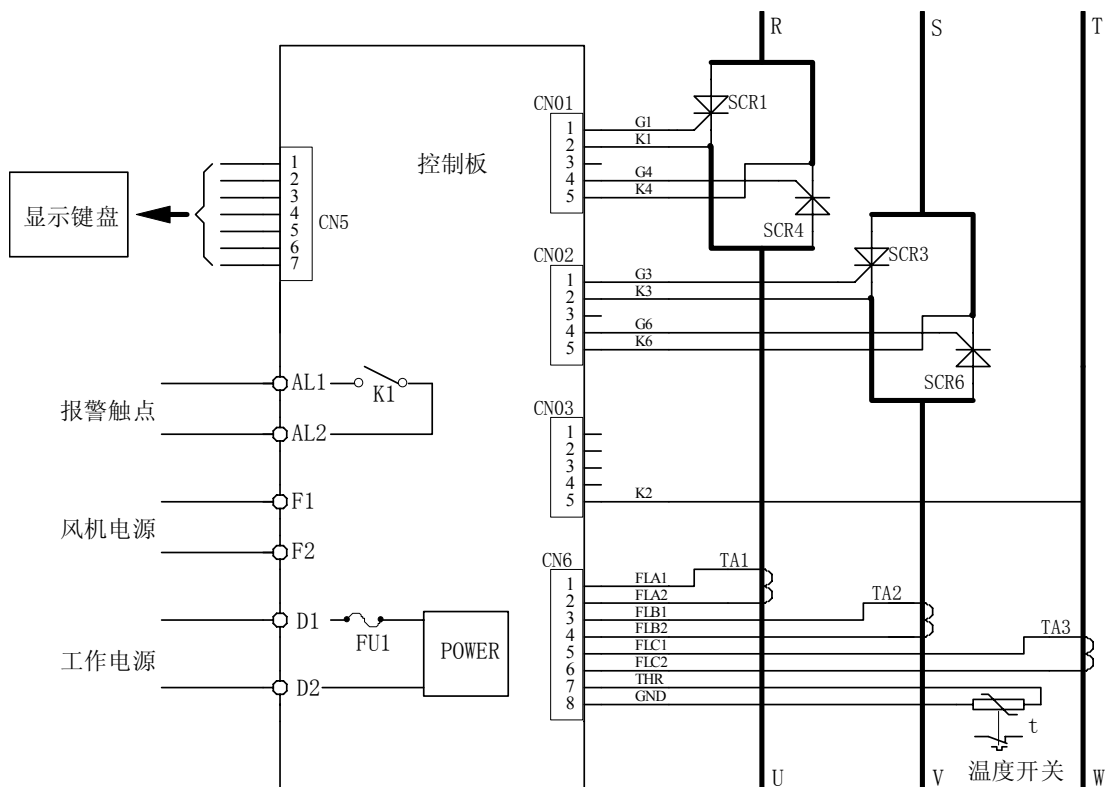 R
S
T
控制板
显示键盘
1
2
3
4
5
6
7
CN5
CN01
1
2
3
4
5
G1
K1
G4
K4
SCR1
SCR4
CN02
1
2
3
4
5
G3
K3
G6
K6
SCR3
SCR6
报警触点
AL1
K1
AL2
CN03
1
2
3
4
5
K2
风机电源
F1
F2
工作电源
D1
FU1
POWER
D2
CN6
1
2
3
4
5
6
7
8
FLA1
FLA2
FLB1
FLB2
FLC1
FLC2
THR
GND
TA1
TA2
TA3
t
温度开关
U
V
W